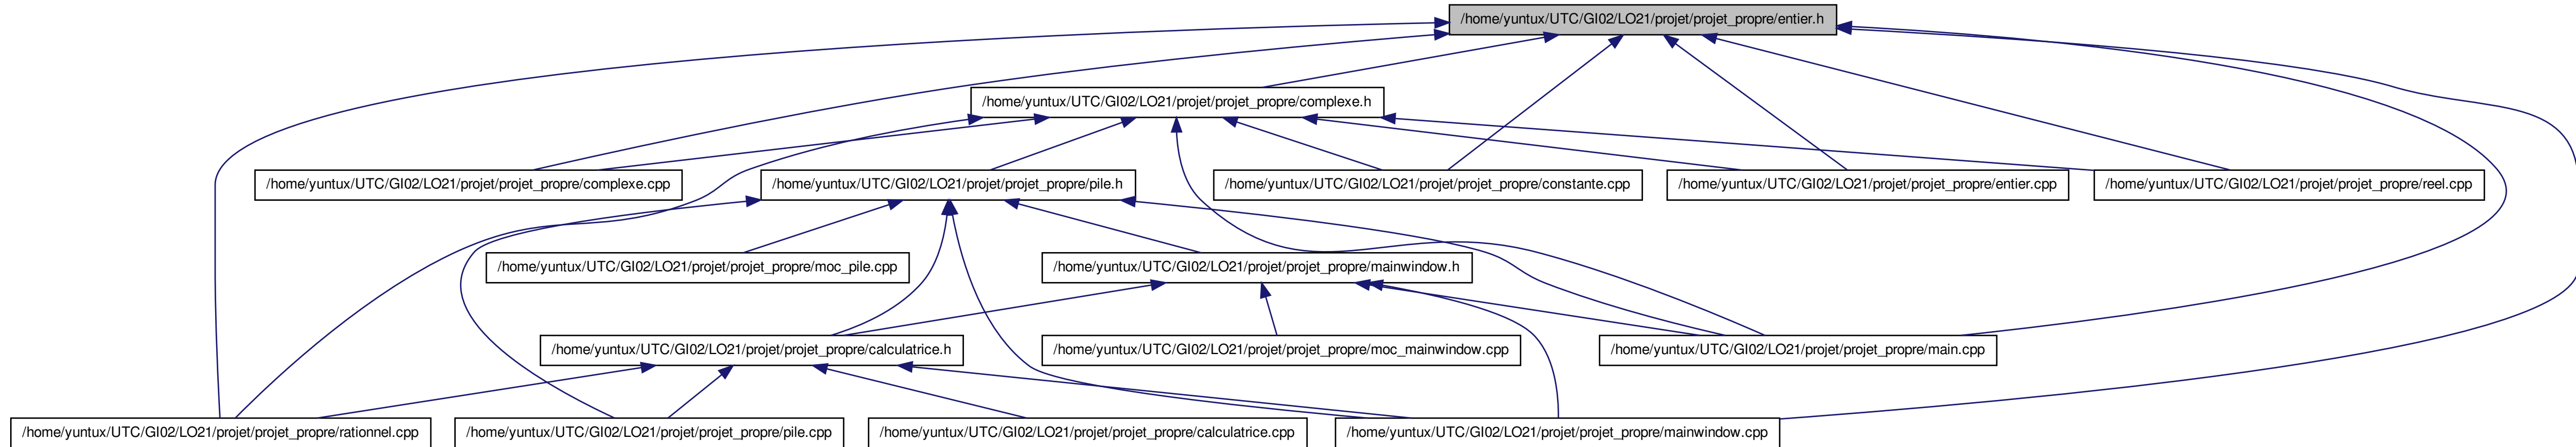 /home/yuntux/UTC/GI02/LO21/projet/projet_propre/entier.h
/home/yuntux/UTC/GI02/LO21/projet/projet_propre/complexe.h
/home/yuntux/UTC/GI02/LO21/projet/projet_propre/complexe.cpp
/home/yuntux/UTC/GI02/LO21/projet/projet_propre/pile.h
/home/yuntux/UTC/GI02/LO21/projet/projet_propre/constante.cpp
/home/yuntux/UTC/GI02/LO21/projet/projet_propre/entier.cpp
/home/yuntux/UTC/GI02/LO21/projet/projet_propre/reel.cpp
/home/yuntux/UTC/GI02/LO21/projet/projet_propre/moc_pile.cpp
/home/yuntux/UTC/GI02/LO21/projet/projet_propre/mainwindow.h
/home/yuntux/UTC/GI02/LO21/projet/projet_propre/calculatrice.h
/home/yuntux/UTC/GI02/LO21/projet/projet_propre/moc_mainwindow.cpp
/home/yuntux/UTC/GI02/LO21/projet/projet_propre/main.cpp
/home/yuntux/UTC/GI02/LO21/projet/projet_propre/rationnel.cpp
/home/yuntux/UTC/GI02/LO21/projet/projet_propre/pile.cpp
/home/yuntux/UTC/GI02/LO21/projet/projet_propre/calculatrice.cpp
/home/yuntux/UTC/GI02/LO21/projet/projet_propre/mainwindow.cpp